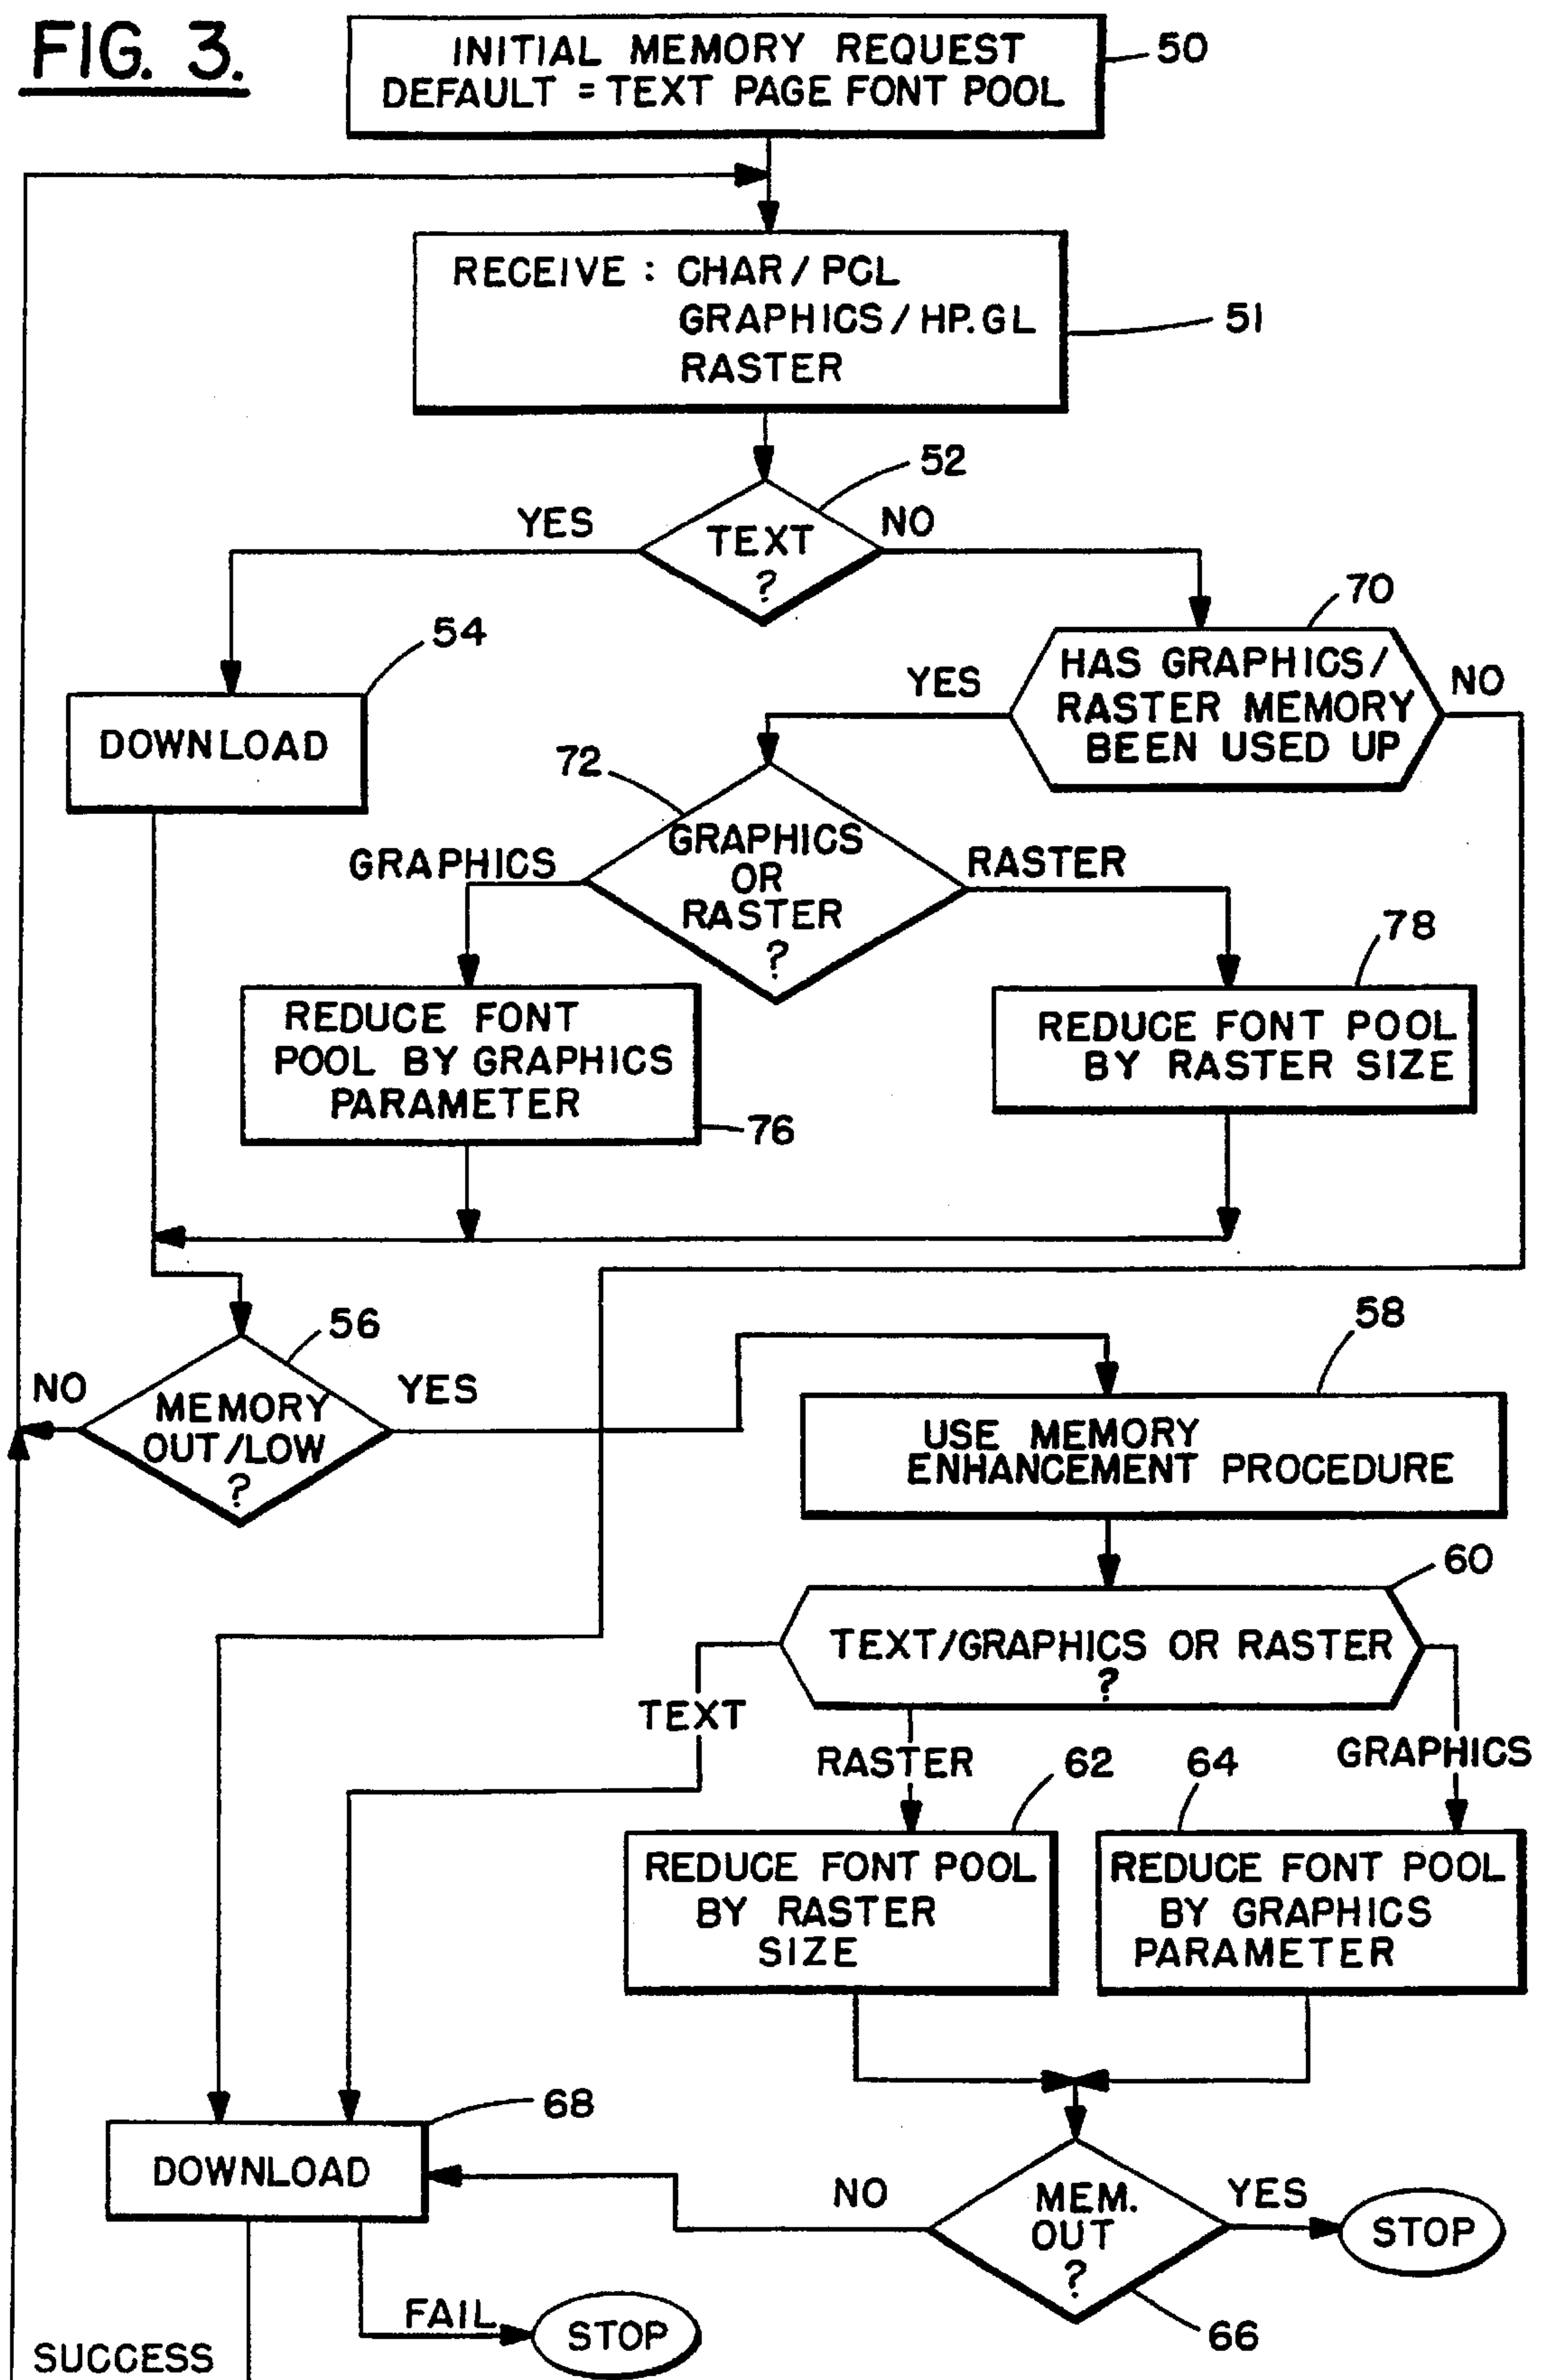 FIG. 3.
INITIAL MEMORY REQUEST
DEFAULT = TEXT PAGE FONT POOL
50
RECEIVE : CHAR / PCL
GRAPHICS / HP.GL
RASTER
51
52
YES
TEXT
?
NO
70
54
DOWNLOAD
YES
HAS GRAPHICS/
RASTER MEMORY
BEEN USED UP
NO
72
GRAPHICS
GRAPHICS
OR
RASTER
?
RASTER
78
REDUCE FONT
POOL BY GRAPHICS
PARAMETER
76
REDUCE FONT POOL
BY RASTER SIZE
56
NO
MEMORY
OUT/LOW
?
YES
58
USE MEMORY
ENHANCEMENT PROCEDURE
60
TEXT/GRAPHICS OR RASTER
?
TEXT
RASTER
62
64
GRAPHICS
REDUCE FONT POOL
BY RASTER
SIZE
REDUCE FONT POOL
BY GRAPHICS
PARAMETER
68
DOWNLOAD
NO
MEM.
OUT
?
YES
STOP
66
FAIL
STOP
SUCCESS